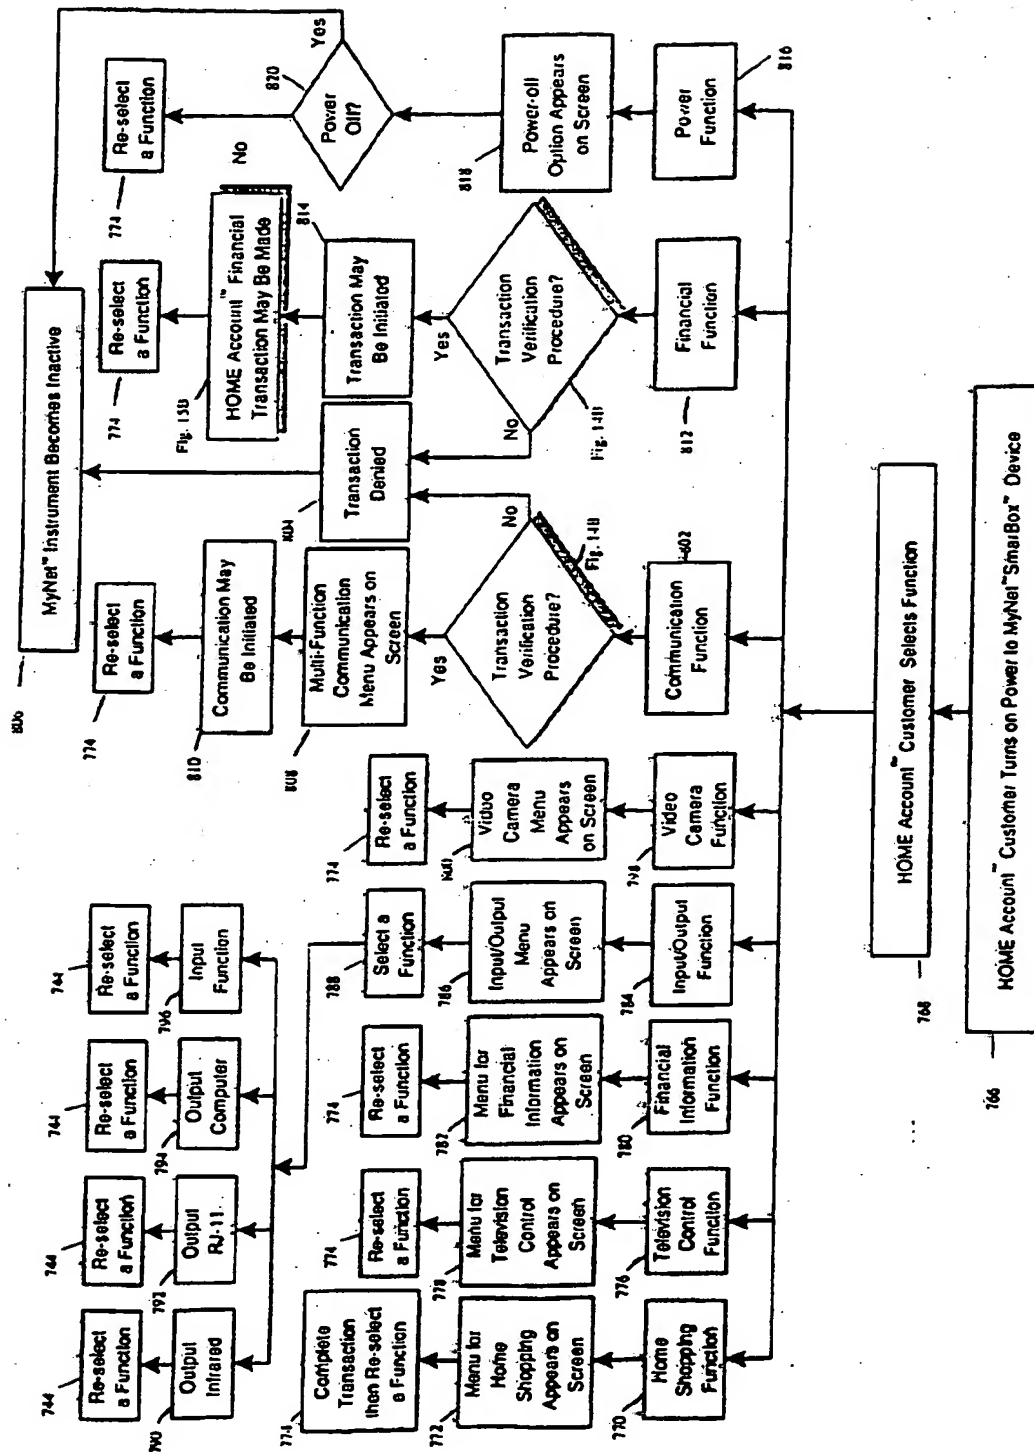 HOME Account™ Customer Turns on Power to MyNet™ SmartBox™ Device
766
HOME Account™ Customer Selects Function
768
Home
Shopping
Function
770
Menu for
Home
Shopping
Appears on
Screen
772
Complete
Transaction
then Re-select
a Function
774
Television
Control
Function
776
Menu for
Television
Control
Appears on
Screen
778
Re-select
a Function
774
Financial
Information
Function
780
Menu for
Financial
Information
Appears on
Screen
782
Re-select
a Function
774
Input/Output
Function
784
Input/Output
Menu
Appears on
Screen
786
Select a
Function
788
Output
Infrared
790
Re-select
a Function
744
Output
RJ-11
792
Re-select
a Function
744
Output
Computer
794
Re-select
a Function
744
Input
Function
796
Re-select
a Function
744
Video
Camera
Function
798
Video
Camera
Menu
Appears
on Screen
800
Re-select
a Function
774
Communication
Function
802
Transaction
Verification
Procedure?
Fig. 14B
Yes
No
Multi-Function
Communication
Menu Appears on
Screen
808
Communication May
Be Initiated
810
Re-select
a Function
774
Transaction
Denied
804
MyNet™ Instrument Becomes Inactive
806
Financial
Function
812
Transaction
Verification
Procedure?
Fig. 14B
Yes
No
Transaction May
Be Initiated
814
HOME Account™ Financial
Transaction May Be Made
Fig. 15B
Re-select
a Function
774
Power
Function
816
Power-off
Option Appears
on Screen
818
Power
Off?
820
No
Yes
Re-select
a Function
774